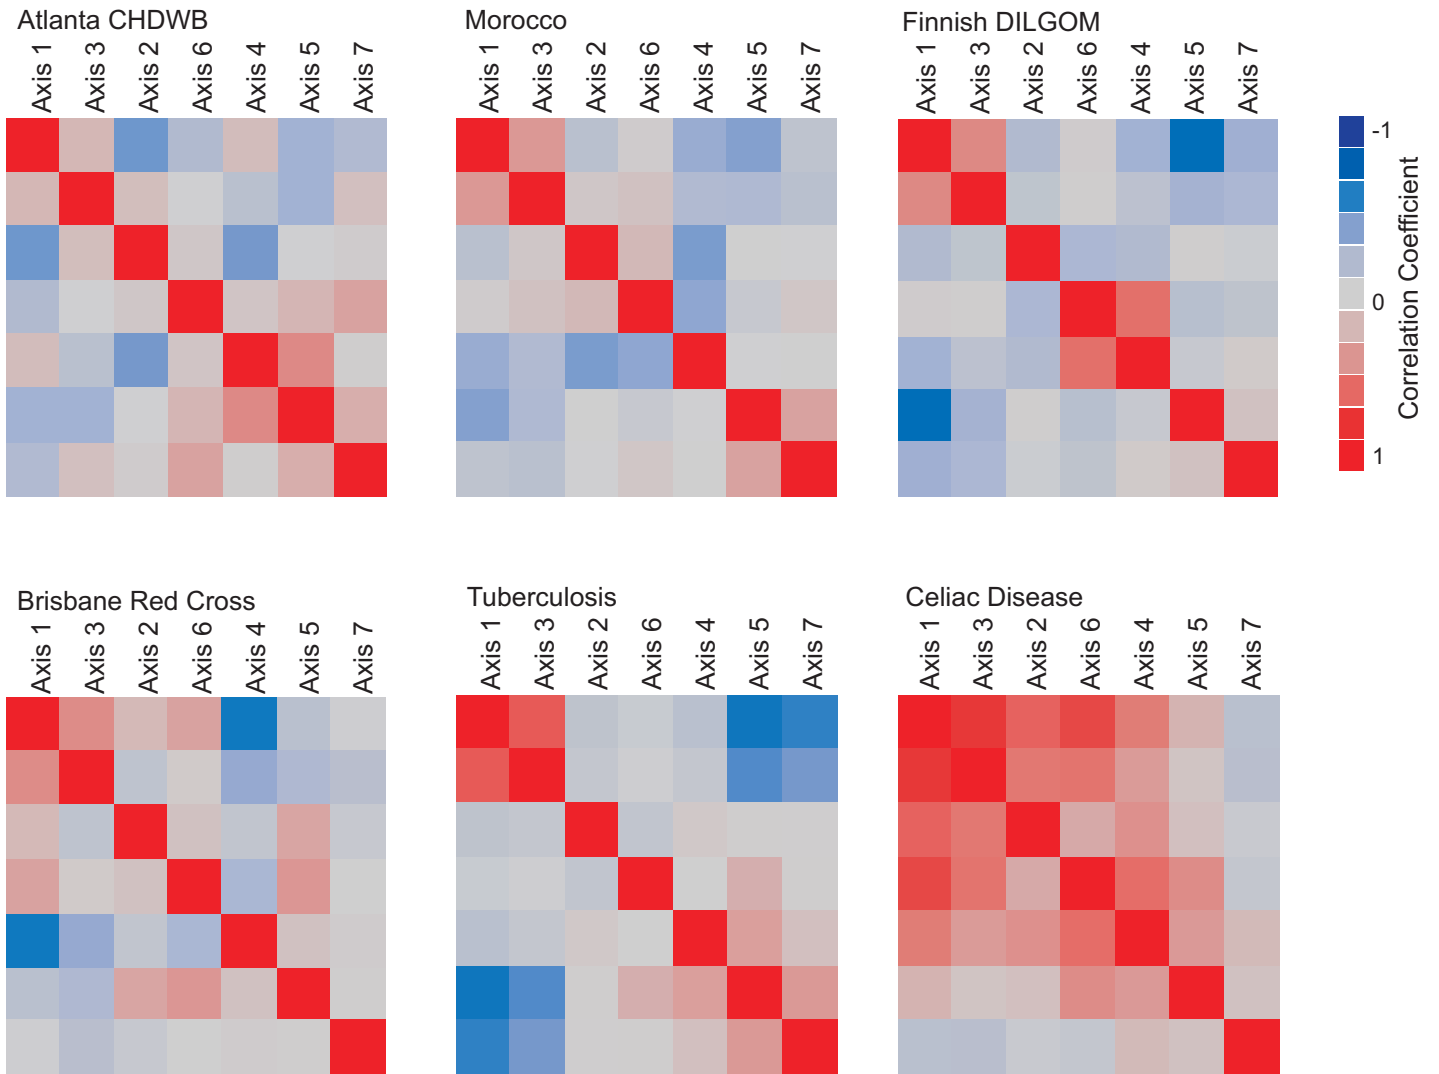 Atlanta CHDWB
Axis 1
Axis 3
Axis 2
Axis 6
Axis 4
Axis 5
Axis 7
Morocco
Axis 1
Axis 3
Axis 2
Axis 6
Axis 4
Axis 5
Axis 7
Finnish DILGOM
Axis 1
Axis 3
Axis 2
Axis 6
Axis 4
Axis 5
Axis 7
-1
0
1
Correlation Coefficient
Brisbane Red Cross
Axis 1
Axis 3
Axis 2
Axis 6
Axis 4
Axis 5
Axis 7
Tuberculosis
Axis 1
Axis 3
Axis 2
Axis 6
Axis 4
Axis 5
Axis 7
Celiac Disease
Axis 1
Axis 3
Axis 2
Axis 6
Axis 4
Axis 5
Axis 7